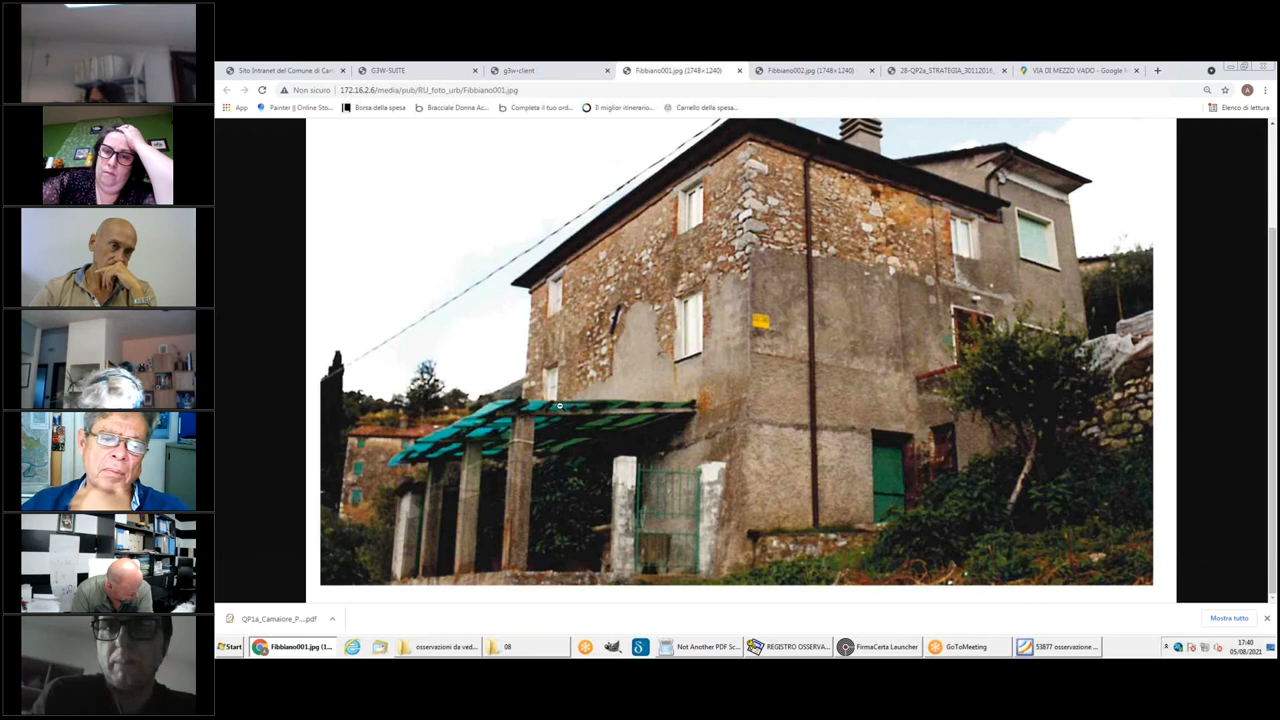 Sito Intranet del Comune di Car
G3W-SUITE
g3w-client
Fibbiano001.jpg (1748×1240)
Fibbiano002.jpg (1748×1240)
28-QP2a_STRATEGIA_30112016
VIA DI MEZZO VADO - Google M
Non sicuro 172.16.2.6/media/pub/RU_foto_urb/Fibbiano001.jpg
App
Painter || Online Sto...
Borsa della spesa
Bracciale Donna Ac...
Completa il tuo ord...
Il miglior itinerario...
Carrello della spesa...
Elenco di lettura
QP1a_Camaiore_P....pdf
Mostra tutto
Start
Fibbiano001.jpg (1...
osservazioni da ved...
08
Not Another PDF Sc...
REGISTRO OSSERVA...
FirmaCerta Launcher
GoToMeeting
53877 osservazione ...
17:40
05/08/2021